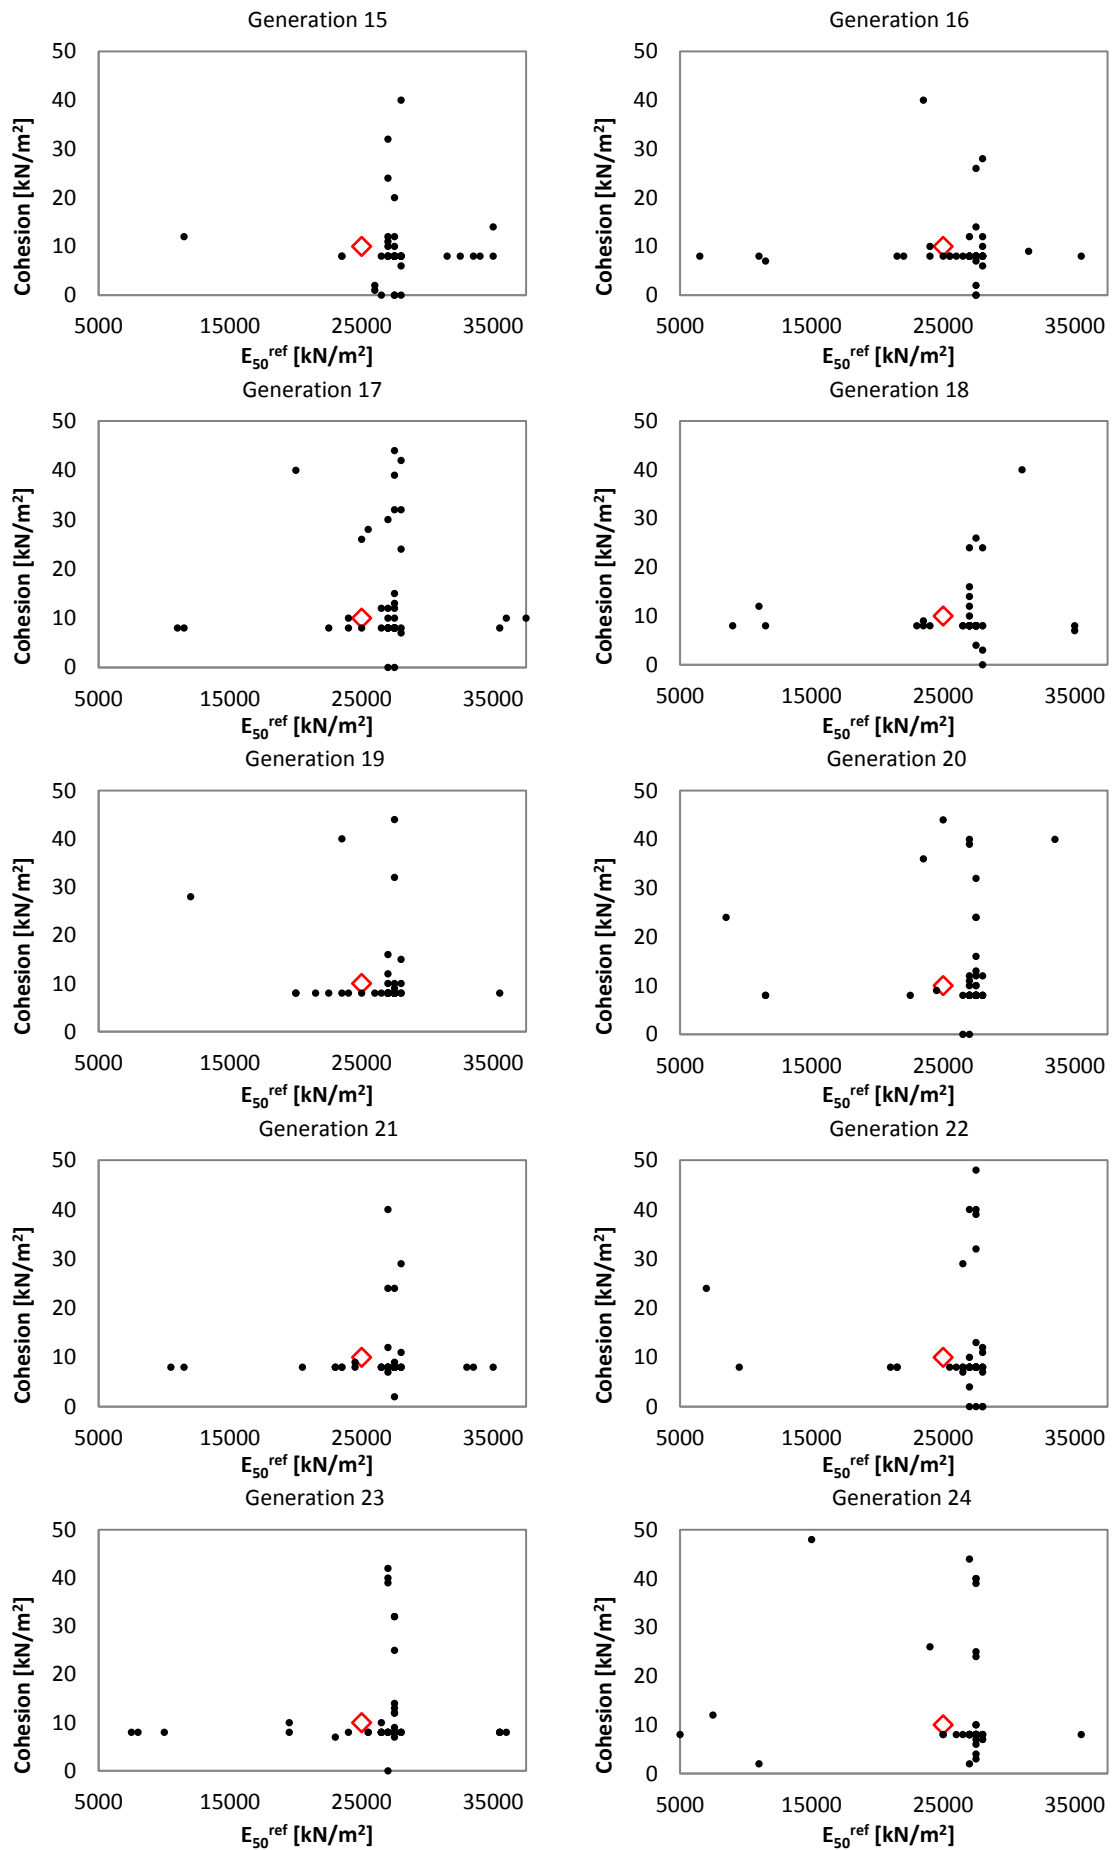 Generation 15
50
40
30
20
10
0
5000 15000 25000 35000
Cohesion [kN/m²]
E₅₀ʳᵉᶠ [kN/m²]
Generation 16
50
40
30
20
10
0
5000 15000 25000 35000
Cohesion [kN/m²]
E₅₀ʳᵉᶠ [kN/m²]
Generation 17
50
40
30
20
10
0
5000 15000 25000 35000
Cohesion [kN/m²]
E₅₀ʳᵉᶠ [kN/m²]
Generation 18
50
40
30
20
10
0
5000 15000 25000 35000
Cohesion [kN/m²]
E₅₀ʳᵉᶠ [kN/m²]
Generation 19
50
40
30
20
10
0
5000 15000 25000 35000
Cohesion [kN/m²]
E₅₀ʳᵉᶠ [kN/m²]
Generation 20
50
40
30
20
10
0
5000 15000 25000 35000
Cohesion [kN/m²]
E₅₀ʳᵉᶠ [kN/m²]
Generation 21
50
40
30
20
10
0
5000 15000 25000 35000
Cohesion [kN/m²]
E₅₀ʳᵉᶠ [kN/m²]
Generation 22
50
40
30
20
10
0
5000 15000 25000 35000
Cohesion [kN/m²]
E₅₀ʳᵉᶠ [kN/m²]
Generation 23
50
40
30
20
10
0
5000 15000 25000 35000
Cohesion [kN/m²]
E₅₀ʳᵉᶠ [kN/m²]
Generation 24
50
40
30
20
10
0
5000 15000 25000 35000
Cohesion [kN/m²]
E₅₀ʳᵉᶠ [kN/m²]